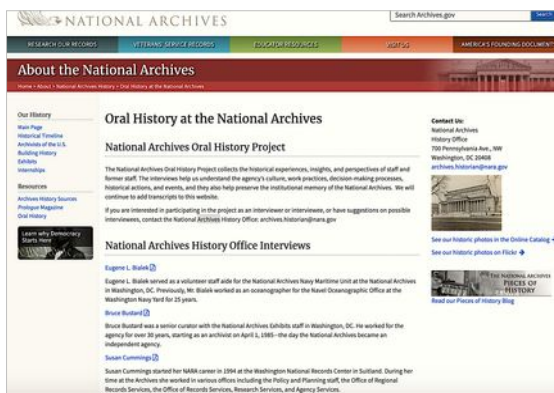 NATIONAL ARCHIVES
Search Archives.gov
Search
RESEARCH OUR RECORDS
VETERANS' SERVICE RECORDS
EDUCATOR RESOURCES
VISIT US
AMERICA'S FOUNDING DOCUMENT
About the National Archives
Home > About > National Archives History > Oral History at the National Archives
Our History
Main Page
Historical Timeline
Archivists of the U.S.
Building History
Exhibits
Internships
Resources
Archives History Sources
Prologue Magazine
Oral History
Learn why Democracy
Starts Here
Oral History at the National Archives
National Archives Oral History Project
The National Archives Oral History Project collects the historical experiences, insights, and perspectives of staff and
former staff. The interviews help us understand the agency's culture, work practices, decision-making processes,
historical actions, and events, and they also help preserve the institutional memory of the National Archives. We will
continue to add transcripts to this website.
If you are interested in participating in the project as an interviewer or interviewee, or have suggestions on possible
interviewees, contact the National Archives History Office: archives.historian@nara.gov
National Archives History Office Interviews
Eugene L. Bialek
Eugene L. Bialek served as a volunteer staff aide for the National Archives Navy Maritime Unit at the National Archives
in Washington, DC. Previously, Mr. Bialek worked as an oceanographer for the Navel Oceanographic Office at the
Washington Navy Yard for 25 years.
Bruce Bustard
Bruce Bustard was a senior curator with the National Archives Exhibits staff in Washington, DC. He worked for the
agency for over 30 years, starting as an archivist on April 1, 1985--the day the National Archives became an
independent agency.
Susan Cummings
Susan Cummings started her NARA career in 1994 at the Washington National Records Center in Suitland. During her
time at the Archives she worked in various offices including the Policy and Planning staff, the Office of Regional
Records Services, the Office of Records Services, Research Services, and Agency Services.
Contact Us:
National Archives
History Office
700 Pennsylvania Ave., NW
Washington, DC 20408
archives.historian@nara.gov
See our historic photos in the Online Catalog
See our historic photos on Flickr
THE NATIONAL ARCHIVES
PIECES OF
HISTORY
Read our Pieces of History Blog